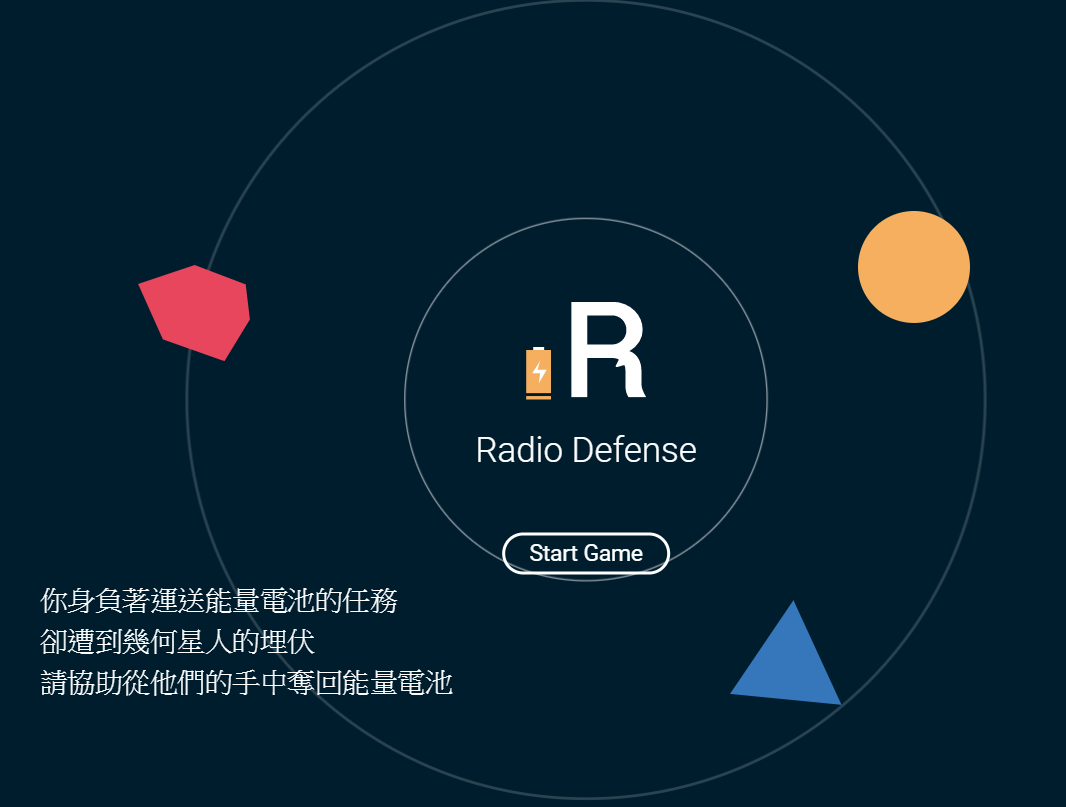 R
Radio Defense
Start Game
你身負著運送能量電池的任務
卻遭到幾何星人的埋伏
請協助從他們的手中奪回能量電池